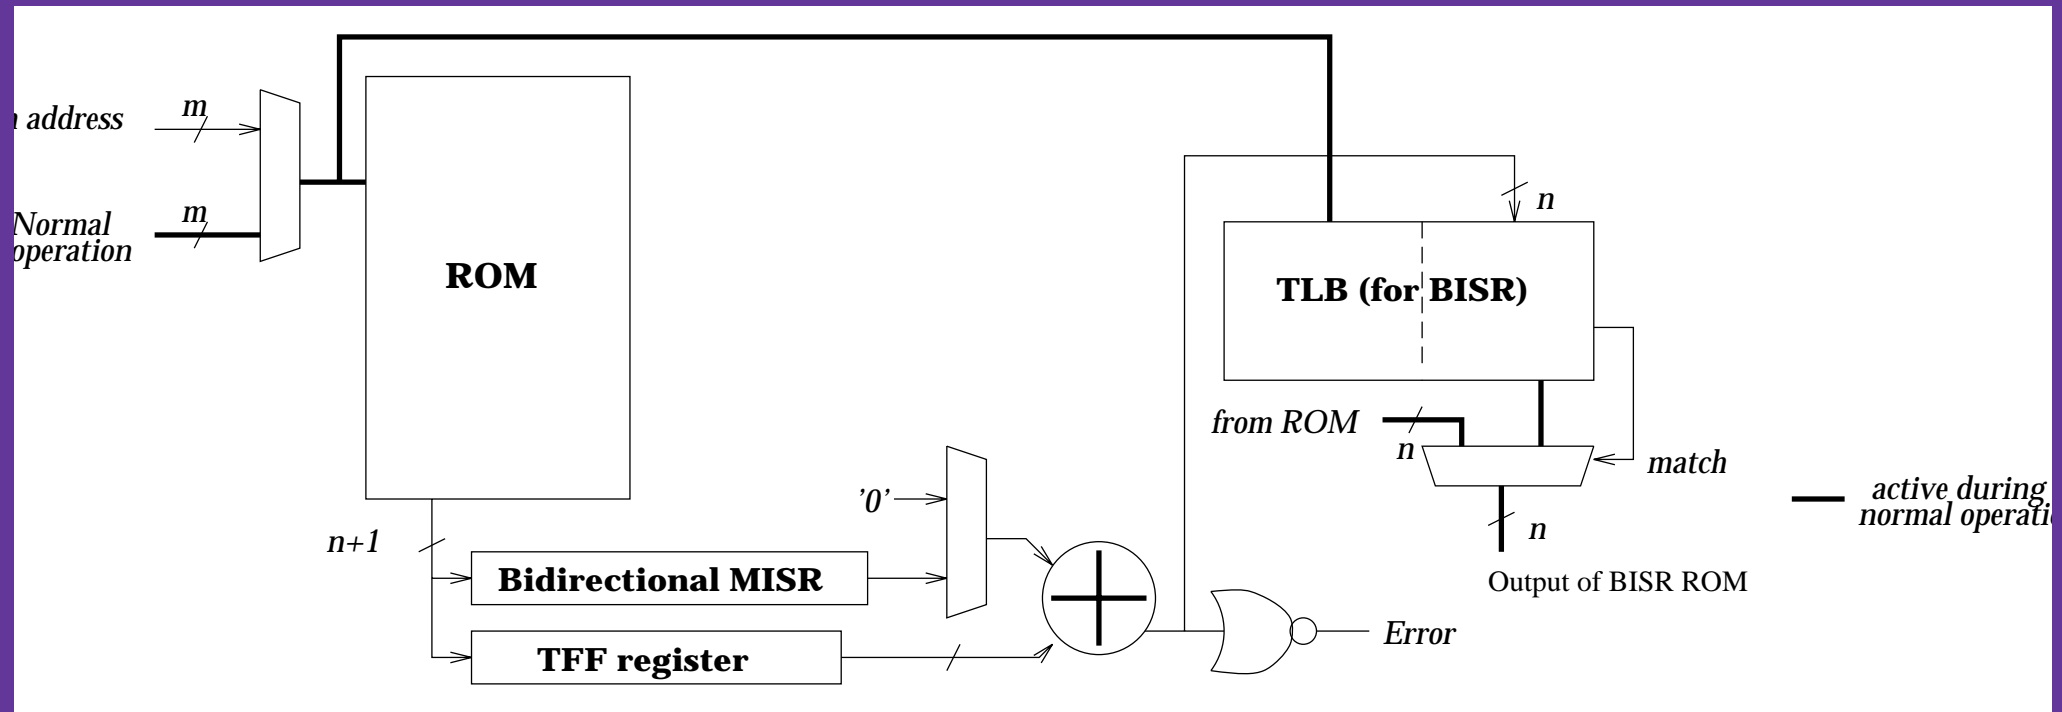 address
m
m
Normal
operation
ROM
n
TLB (for BISR)
from ROM
n
match
'0'
active during
normal
n+1
n
Bidirectional MISR
Output of BISR ROM
Error
TFF register